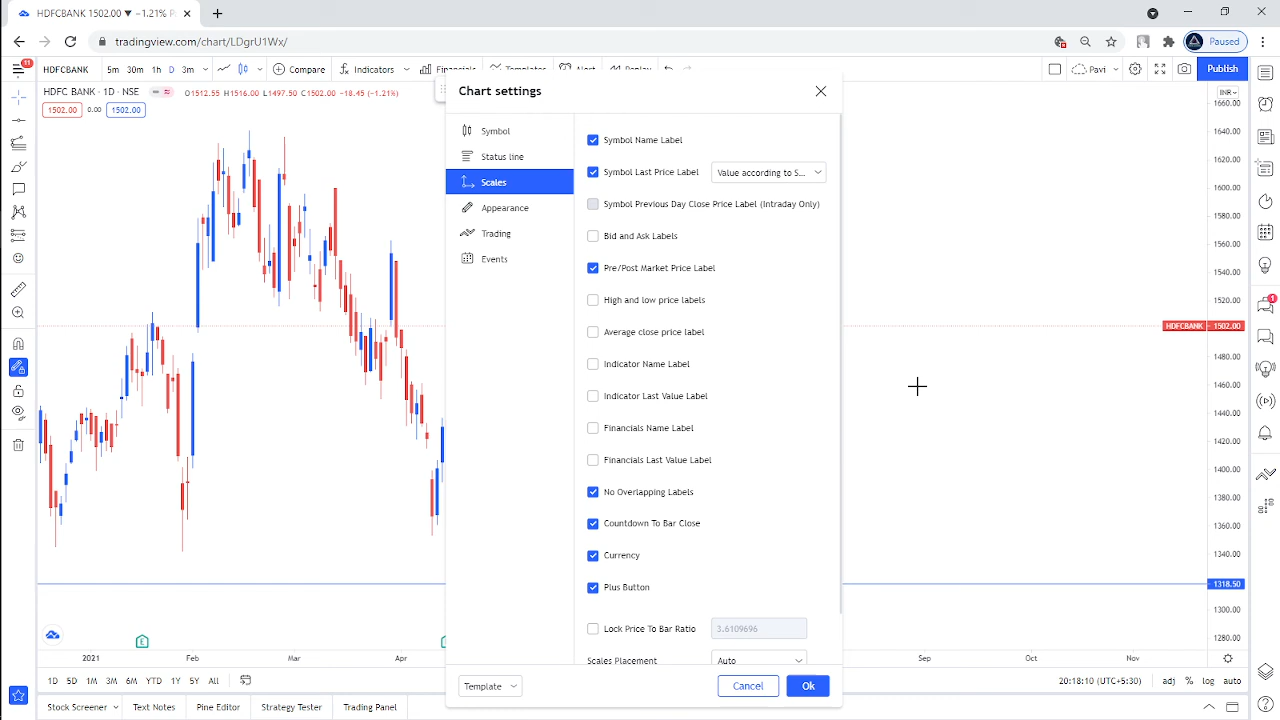 HDFCBANK 1502.00 ▼ −1.21% P
tradingview.com/chart/LDgrU1Wx/
Paused
11
HDFCBANK 5m 30m 1h D 3m Compare Indicators Financials Templates Alert Replay Pavi Publish
HDFC BANK · 1D · NSE O1512.55 H1516.00 L1497.50 C1502.00 −18.45 (−1.21%)
1502.00 0.00 1502.00
Chart settings
Symbol
Status line
Scales
Appearance
Trading
Events
Symbol Name Label
Symbol Last Price Label Value according to S...
Symbol Previous Day Close Price Label (Intraday Only)
Bid and Ask Labels
Pre/Post Market Price Label
High and low price labels
Average close price label
Indicator Name Label
Indicator Last Value Label
Financials Name Label
Financials Last Value Label
No Overlapping Labels
Countdown To Bar Close
Currency
Plus Button
Lock Price To Bar Ratio 3.6109696
Scales Placement Auto
Template Cancel Ok
INR
1660.00
1640.00
1620.00
1600.00
1580.00
1560.00
1540.00
1520.00
HDFCBANK 1502.00
1480.00
1460.00
1440.00
1420.00
1400.00
1380.00
1360.00
1340.00
1318.50
1300.00
1280.00
1
E
2021 Feb Mar Apr Sep Oct Nov
1D 5D 1M 3M 6M YTD 1Y 5Y All 20:18:10 (UTC+5:30) adj % log auto
Stock Screener Text Notes Pine Editor Strategy Tester Trading Panel